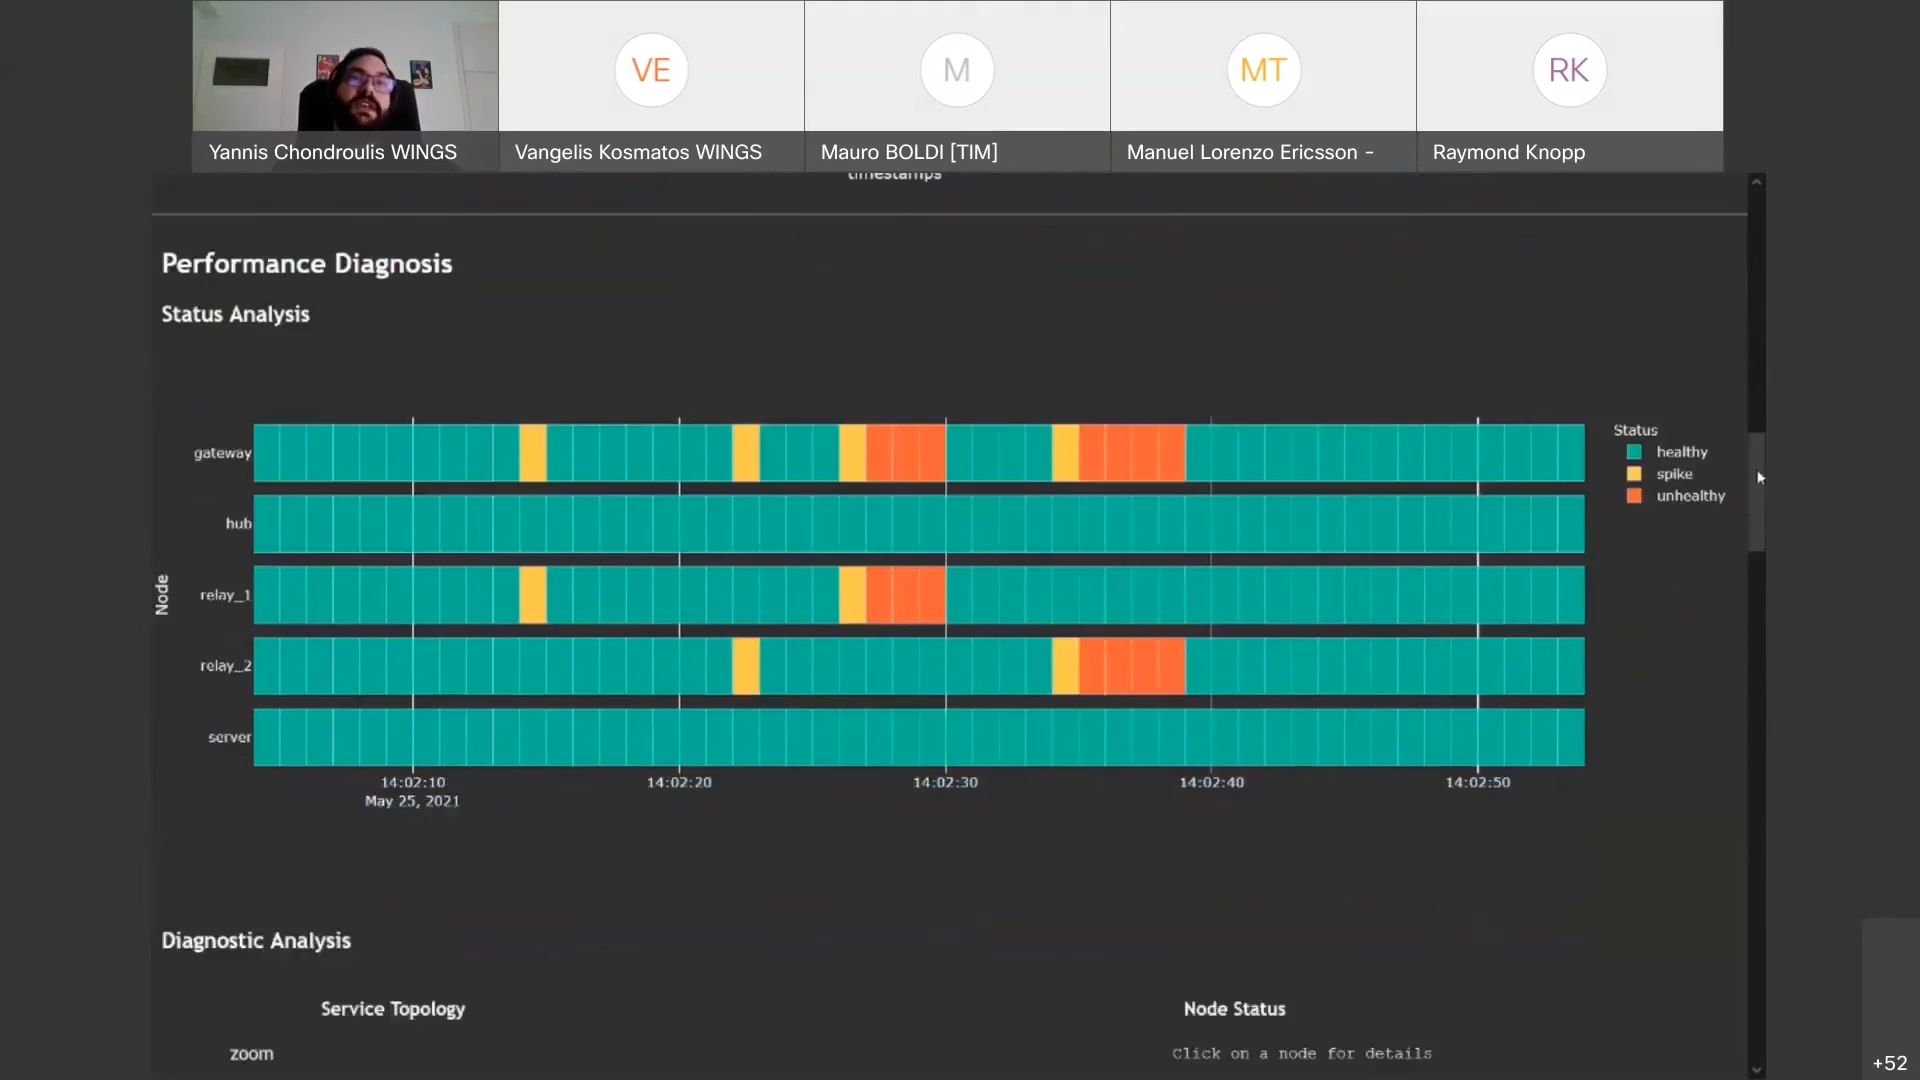 VE
M
MT
RK
Yannis Chondroulis WINGS
Vangelis Kosmatos WINGS
Mauro BOLDI [TIM]
Manuel Lorenzo Ericsson -
Raymond Knopp
timestamps
Performance Diagnosis
Status Analysis
Status
healthy
spike
unhealthy
Node
gateway
hub
relay_1
relay_2
server
14:02:10
May 25, 2021
14:02:20
14:02:30
14:02:40
14:02:50
Diagnostic Analysis
Service Topology
Node Status
zoom
Click on a node for details
+52